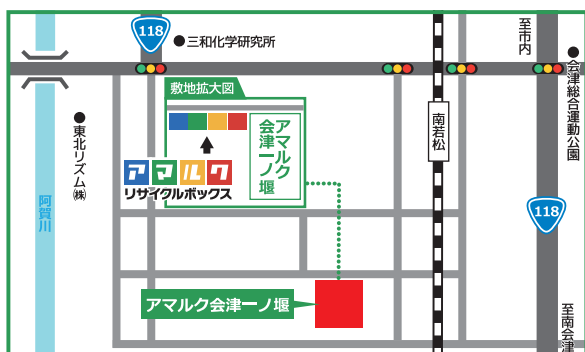 118
三和化学研究所
至市内
会津総合運動公園
敷地拡大図
アマルク
会津一ノ堰
南若松
東北リズム㈱
アマルク
リサイクルボックス
阿賀川
118
アマルク会津一ノ堰
至南会津